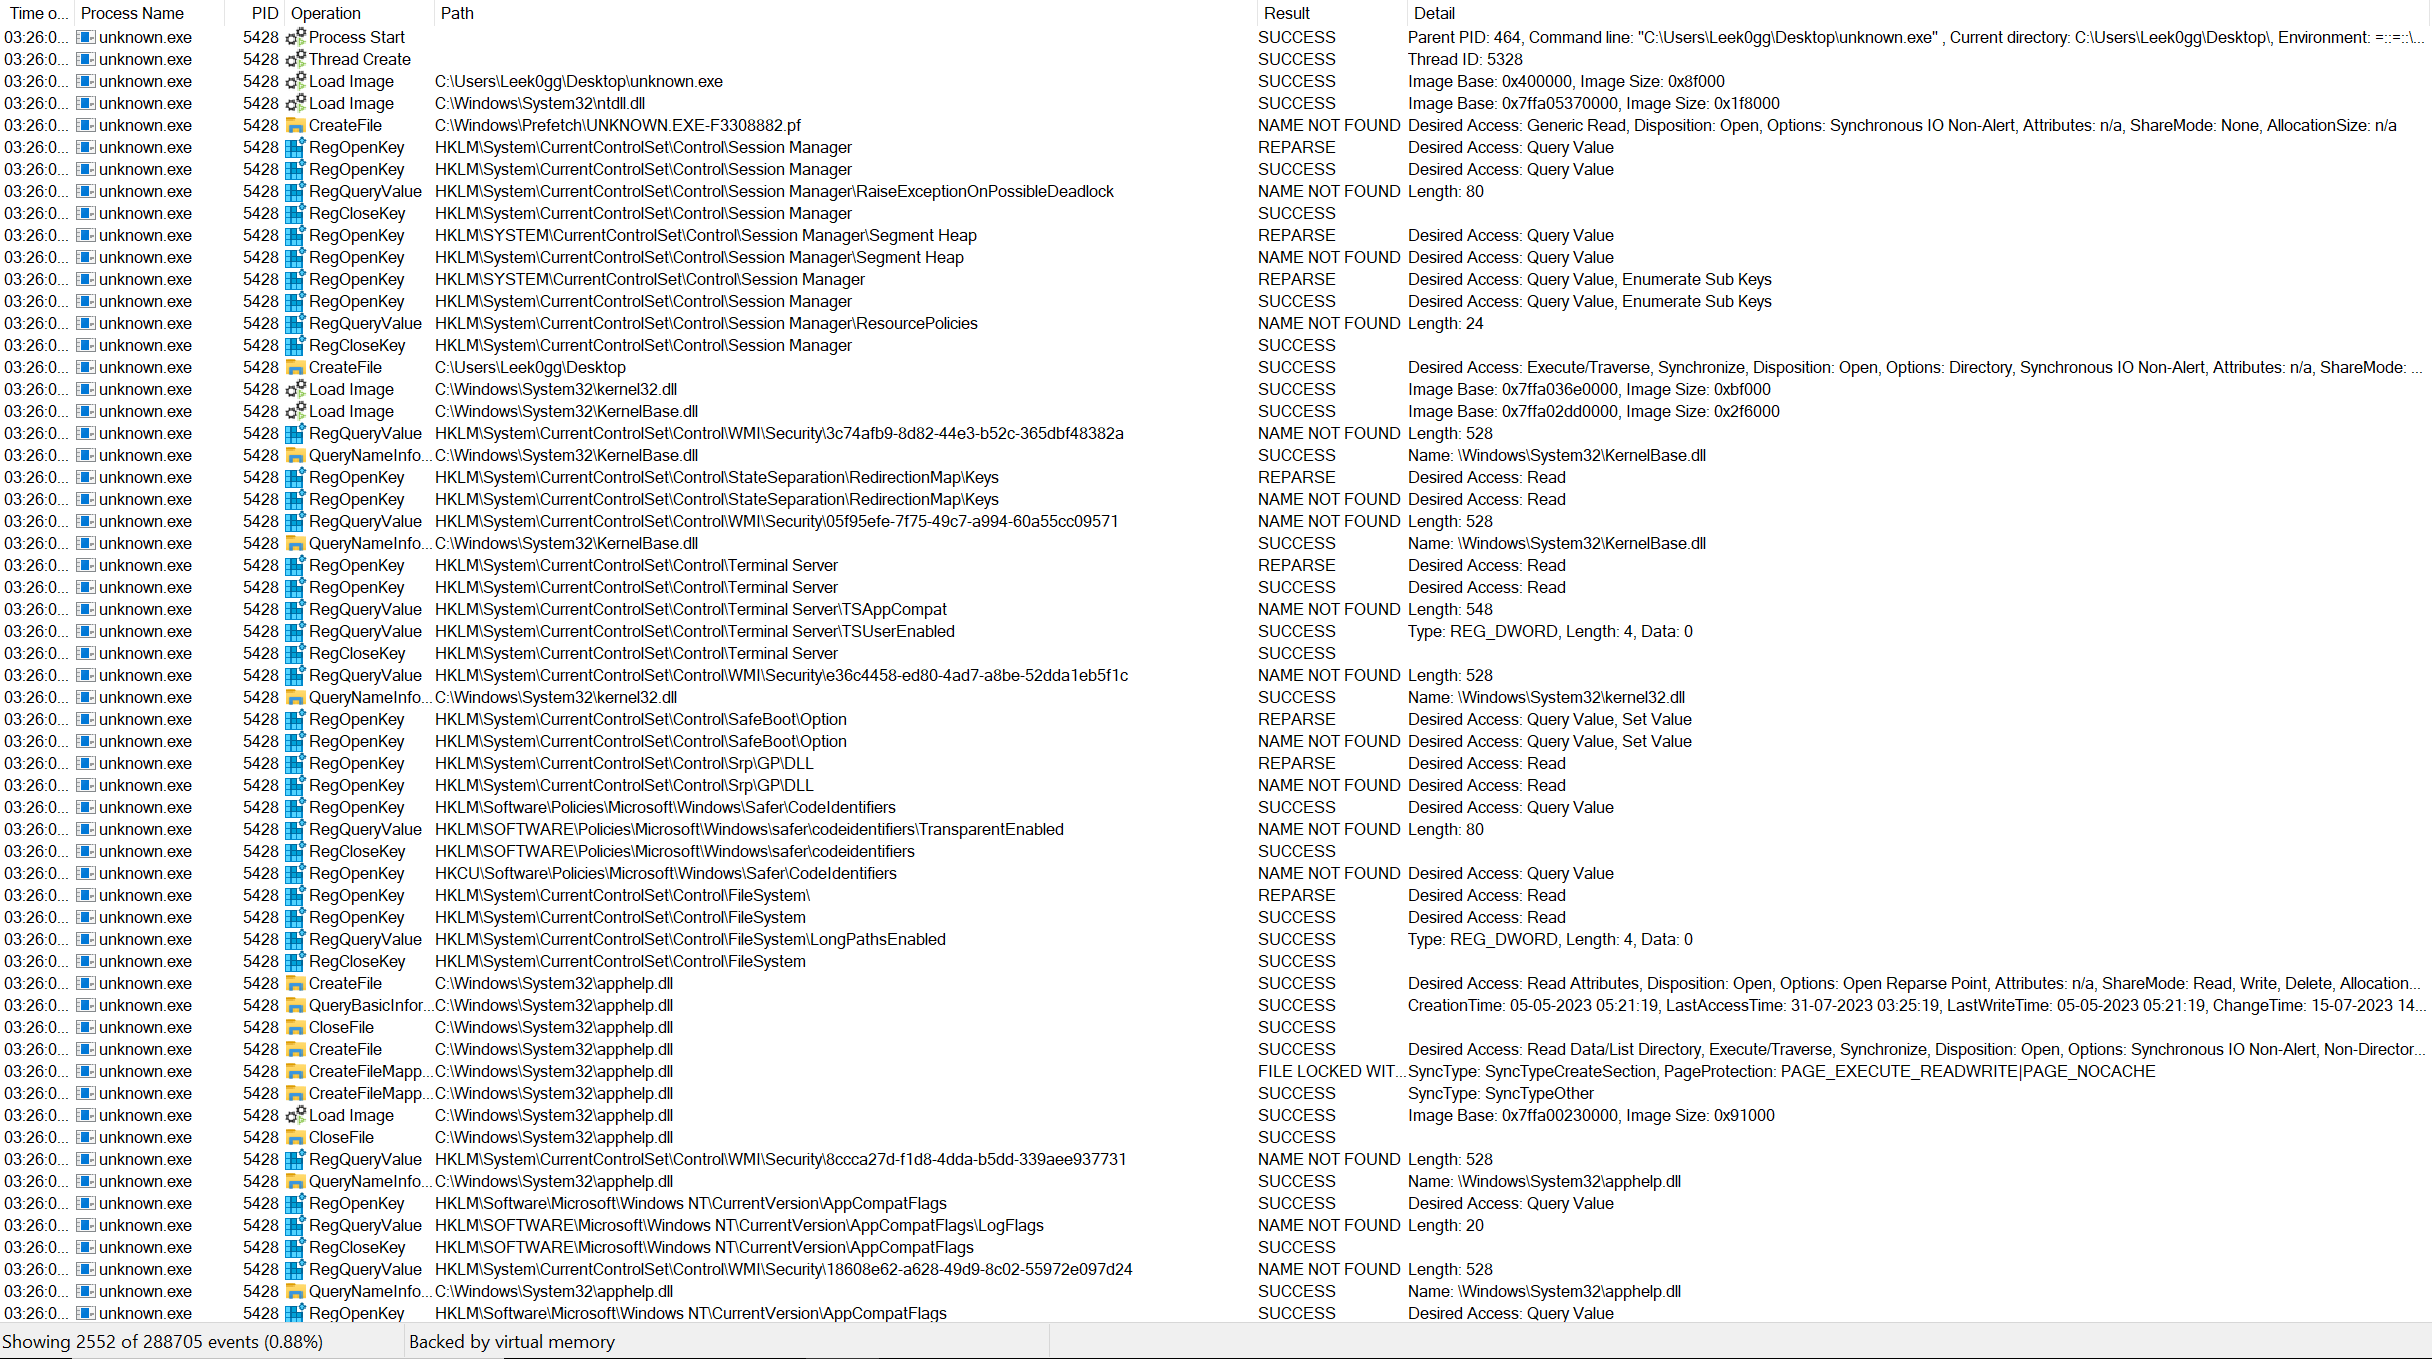 Time o... Process Name PID Operation Path Result Detail
03:26:0... unknown.exe 5428 Process Start SUCCESS Parent PID: 464, Command line: "C:\Users\Leek0gg\Desktop\unknown.exe" , Current directory: C:\Users\Leek0gg\Desktop\, Environment: =::=::\...
03:26:0... unknown.exe 5428 Thread Create SUCCESS Thread ID: 5328
03:26:0... unknown.exe 5428 Load Image C:\Users\Leek0gg\Desktop\unknown.exe SUCCESS Image Base: 0x400000, Image Size: 0x8f000
03:26:0... unknown.exe 5428 Load Image C:\Windows\System32\ntdll.dll SUCCESS Image Base: 0x7ffa05370000, Image Size: 0x1f8000
03:26:0... unknown.exe 5428 CreateFile C:\Windows\Prefetch\UNKNOWN.EXE-F3308882.pf NAME NOT FOUND Desired Access: Generic Read, Disposition: Open, Options: Synchronous IO Non-Alert, Attributes: n/a, ShareMode: None, AllocationSize: n/a
03:26:0... unknown.exe 5428 RegOpenKey HKLM\System\CurrentControlSet\Control\Session Manager REPARSE Desired Access: Query Value
03:26:0... unknown.exe 5428 RegOpenKey HKLM\System\CurrentControlSet\Control\Session Manager SUCCESS Desired Access: Query Value
03:26:0... unknown.exe 5428 RegQueryValue HKLM\System\CurrentControlSet\Control\Session Manager\RaiseExceptionOnPossibleDeadlock NAME NOT FOUND Length: 80
03:26:0... unknown.exe 5428 RegCloseKey HKLM\System\CurrentControlSet\Control\Session Manager SUCCESS
03:26:0... unknown.exe 5428 RegOpenKey HKLM\SYSTEM\CurrentControlSet\Control\Session Manager\Segment Heap REPARSE Desired Access: Query Value
03:26:0... unknown.exe 5428 RegOpenKey HKLM\System\CurrentControlSet\Control\Session Manager\Segment Heap NAME NOT FOUND Desired Access: Query Value
03:26:0... unknown.exe 5428 RegOpenKey HKLM\SYSTEM\CurrentControlSet\Control\Session Manager REPARSE Desired Access: Query Value, Enumerate Sub Keys
03:26:0... unknown.exe 5428 RegOpenKey HKLM\System\CurrentControlSet\Control\Session Manager SUCCESS Desired Access: Query Value, Enumerate Sub Keys
03:26:0... unknown.exe 5428 RegQueryValue HKLM\System\CurrentControlSet\Control\Session Manager\ResourcePolicies NAME NOT FOUND Length: 24
03:26:0... unknown.exe 5428 RegCloseKey HKLM\System\CurrentControlSet\Control\Session Manager SUCCESS
03:26:0... unknown.exe 5428 CreateFile C:\Users\Leek0gg\Desktop SUCCESS Desired Access: Execute/Traverse, Synchronize, Disposition: Open, Options: Directory, Synchronous IO Non-Alert, Attributes: n/a, ShareMode: ...
03:26:0... unknown.exe 5428 Load Image C:\Windows\System32\kernel32.dll SUCCESS Image Base: 0x7ffa036e0000, Image Size: 0xbf000
03:26:0... unknown.exe 5428 Load Image C:\Windows\System32\KernelBase.dll SUCCESS Image Base: 0x7ffa02dd0000, Image Size: 0x2f6000
03:26:0... unknown.exe 5428 RegQueryValue HKLM\System\CurrentControlSet\Control\WMI\Security\3c74afb9-8d82-44e3-b52c-365dbf48382a NAME NOT FOUND Length: 528
03:26:0... unknown.exe 5428 QueryNameInfo... C:\Windows\System32\KernelBase.dll SUCCESS Name: \Windows\System32\KernelBase.dll
03:26:0... unknown.exe 5428 RegOpenKey HKLM\System\CurrentControlSet\Control\StateSeparation\RedirectionMap\Keys REPARSE Desired Access: Read
03:26:0... unknown.exe 5428 RegOpenKey HKLM\System\CurrentControlSet\Control\StateSeparation\RedirectionMap\Keys NAME NOT FOUND Desired Access: Read
03:26:0... unknown.exe 5428 RegQueryValue HKLM\System\CurrentControlSet\Control\WMI\Security\05f95efe-7f75-49c7-a994-60a55cc09571 NAME NOT FOUND Length: 528
03:26:0... unknown.exe 5428 QueryNameInfo... C:\Windows\System32\KernelBase.dll SUCCESS Name: \Windows\System32\KernelBase.dll
03:26:0... unknown.exe 5428 RegOpenKey HKLM\System\CurrentControlSet\Control\Terminal Server REPARSE Desired Access: Read
03:26:0... unknown.exe 5428 RegOpenKey HKLM\System\CurrentControlSet\Control\Terminal Server SUCCESS Desired Access: Read
03:26:0... unknown.exe 5428 RegQueryValue HKLM\System\CurrentControlSet\Control\Terminal Server\TSAppCompat NAME NOT FOUND Length: 548
03:26:0... unknown.exe 5428 RegQueryValue HKLM\System\CurrentControlSet\Control\Terminal Server\TSUserEnabled SUCCESS Type: REG_DWORD, Length: 4, Data: 0
03:26:0... unknown.exe 5428 RegCloseKey HKLM\System\CurrentControlSet\Control\Terminal Server SUCCESS
03:26:0... unknown.exe 5428 RegQueryValue HKLM\System\CurrentControlSet\Control\WMI\Security\e36c4458-ed80-4ad7-a8be-52dda1eb5f1c NAME NOT FOUND Length: 528
03:26:0... unknown.exe 5428 QueryNameInfo... C:\Windows\System32\kernel32.dll SUCCESS Name: \Windows\System32\kernel32.dll
03:26:0... unknown.exe 5428 RegOpenKey HKLM\System\CurrentControlSet\Control\SafeBoot\Option REPARSE Desired Access: Query Value, Set Value
03:26:0... unknown.exe 5428 RegOpenKey HKLM\System\CurrentControlSet\Control\SafeBoot\Option NAME NOT FOUND Desired Access: Query Value, Set Value
03:26:0... unknown.exe 5428 RegOpenKey HKLM\System\CurrentControlSet\Control\Srp\GP\DLL REPARSE Desired Access: Read
03:26:0... unknown.exe 5428 RegOpenKey HKLM\System\CurrentControlSet\Control\Srp\GP\DLL NAME NOT FOUND Desired Access: Read
03:26:0... unknown.exe 5428 RegOpenKey HKLM\Software\Policies\Microsoft\Windows\Safer\CodeIdentifiers SUCCESS Desired Access: Query Value
03:26:0... unknown.exe 5428 RegQueryValue HKLM\SOFTWARE\Policies\Microsoft\Windows\safer\codeidentifiers\TransparentEnabled NAME NOT FOUND Length: 80
03:26:0... unknown.exe 5428 RegCloseKey HKLM\SOFTWARE\Policies\Microsoft\Windows\safer\codeidentifiers SUCCESS
03:26:0... unknown.exe 5428 RegOpenKey HKCU\Software\Policies\Microsoft\Windows\Safer\CodeIdentifiers NAME NOT FOUND Desired Access: Query Value
03:26:0... unknown.exe 5428 RegOpenKey HKLM\System\CurrentControlSet\Control\FileSystem\ REPARSE Desired Access: Read
03:26:0... unknown.exe 5428 RegOpenKey HKLM\System\CurrentControlSet\Control\FileSystem SUCCESS Desired Access: Read
03:26:0... unknown.exe 5428 RegQueryValue HKLM\System\CurrentControlSet\Control\FileSystem\LongPathsEnabled SUCCESS Type: REG_DWORD, Length: 4, Data: 0
03:26:0... unknown.exe 5428 RegCloseKey HKLM\System\CurrentControlSet\Control\FileSystem SUCCESS
03:26:0... unknown.exe 5428 CreateFile C:\Windows\System32\apphelp.dll SUCCESS Desired Access: Read Attributes, Disposition: Open, Options: Open Reparse Point, Attributes: n/a, ShareMode: Read, Write, Delete, Allocation...
03:26:0... unknown.exe 5428 QueryBasicInfor... C:\Windows\System32\apphelp.dll SUCCESS CreationTime: 05-05-2023 05:21:19, LastAccessTime: 31-07-2023 03:25:19, LastWriteTime: 05-05-2023 05:21:19, ChangeTime: 15-07-2023 14...
03:26:0... unknown.exe 5428 CloseFile C:\Windows\System32\apphelp.dll SUCCESS
03:26:0... unknown.exe 5428 CreateFile C:\Windows\System32\apphelp.dll SUCCESS Desired Access: Read Data/List Directory, Execute/Traverse, Synchronize, Disposition: Open, Options: Synchronous IO Non-Alert, Non-Director...
03:26:0... unknown.exe 5428 CreateFileMapp... C:\Windows\System32\apphelp.dll FILE LOCKED WIT... SyncType: SyncTypeCreateSection, PageProtection: PAGE_EXECUTE_READWRITE|PAGE_NOCACHE
03:26:0... unknown.exe 5428 CreateFileMapp... C:\Windows\System32\apphelp.dll SUCCESS SyncType: SyncTypeOther
03:26:0... unknown.exe 5428 Load Image C:\Windows\System32\apphelp.dll SUCCESS Image Base: 0x7ffa00230000, Image Size: 0x91000
03:26:0... unknown.exe 5428 CloseFile C:\Windows\System32\apphelp.dll SUCCESS
03:26:0... unknown.exe 5428 RegQueryValue HKLM\System\CurrentControlSet\Control\WMI\Security\8ccca27d-f1d8-4dda-b5dd-339aee937731 NAME NOT FOUND Length: 528
03:26:0... unknown.exe 5428 QueryNameInfo... C:\Windows\System32\apphelp.dll SUCCESS Name: \Windows\System32\apphelp.dll
03:26:0... unknown.exe 5428 RegOpenKey HKLM\Software\Microsoft\Windows NT\CurrentVersion\AppCompatFlags SUCCESS Desired Access: Query Value
03:26:0... unknown.exe 5428 RegQueryValue HKLM\SOFTWARE\Microsoft\Windows NT\CurrentVersion\AppCompatFlags\LogFlags NAME NOT FOUND Length: 20
03:26:0... unknown.exe 5428 RegCloseKey HKLM\SOFTWARE\Microsoft\Windows NT\CurrentVersion\AppCompatFlags SUCCESS
03:26:0... unknown.exe 5428 RegQueryValue HKLM\System\CurrentControlSet\Control\WMI\Security\18608e62-a628-49d9-8c02-55972e097d24 NAME NOT FOUND Length: 528
03:26:0... unknown.exe 5428 QueryNameInfo... C:\Windows\System32\apphelp.dll SUCCESS Name: \Windows\System32\apphelp.dll
03:26:0... unknown.exe 5428 RegOpenKey HKLM\Software\Microsoft\Windows NT\CurrentVersion\AppCompatFlags SUCCESS Desired Access: Query Value
Showing 2552 of 288705 events (0.88%) Backed by virtual memory